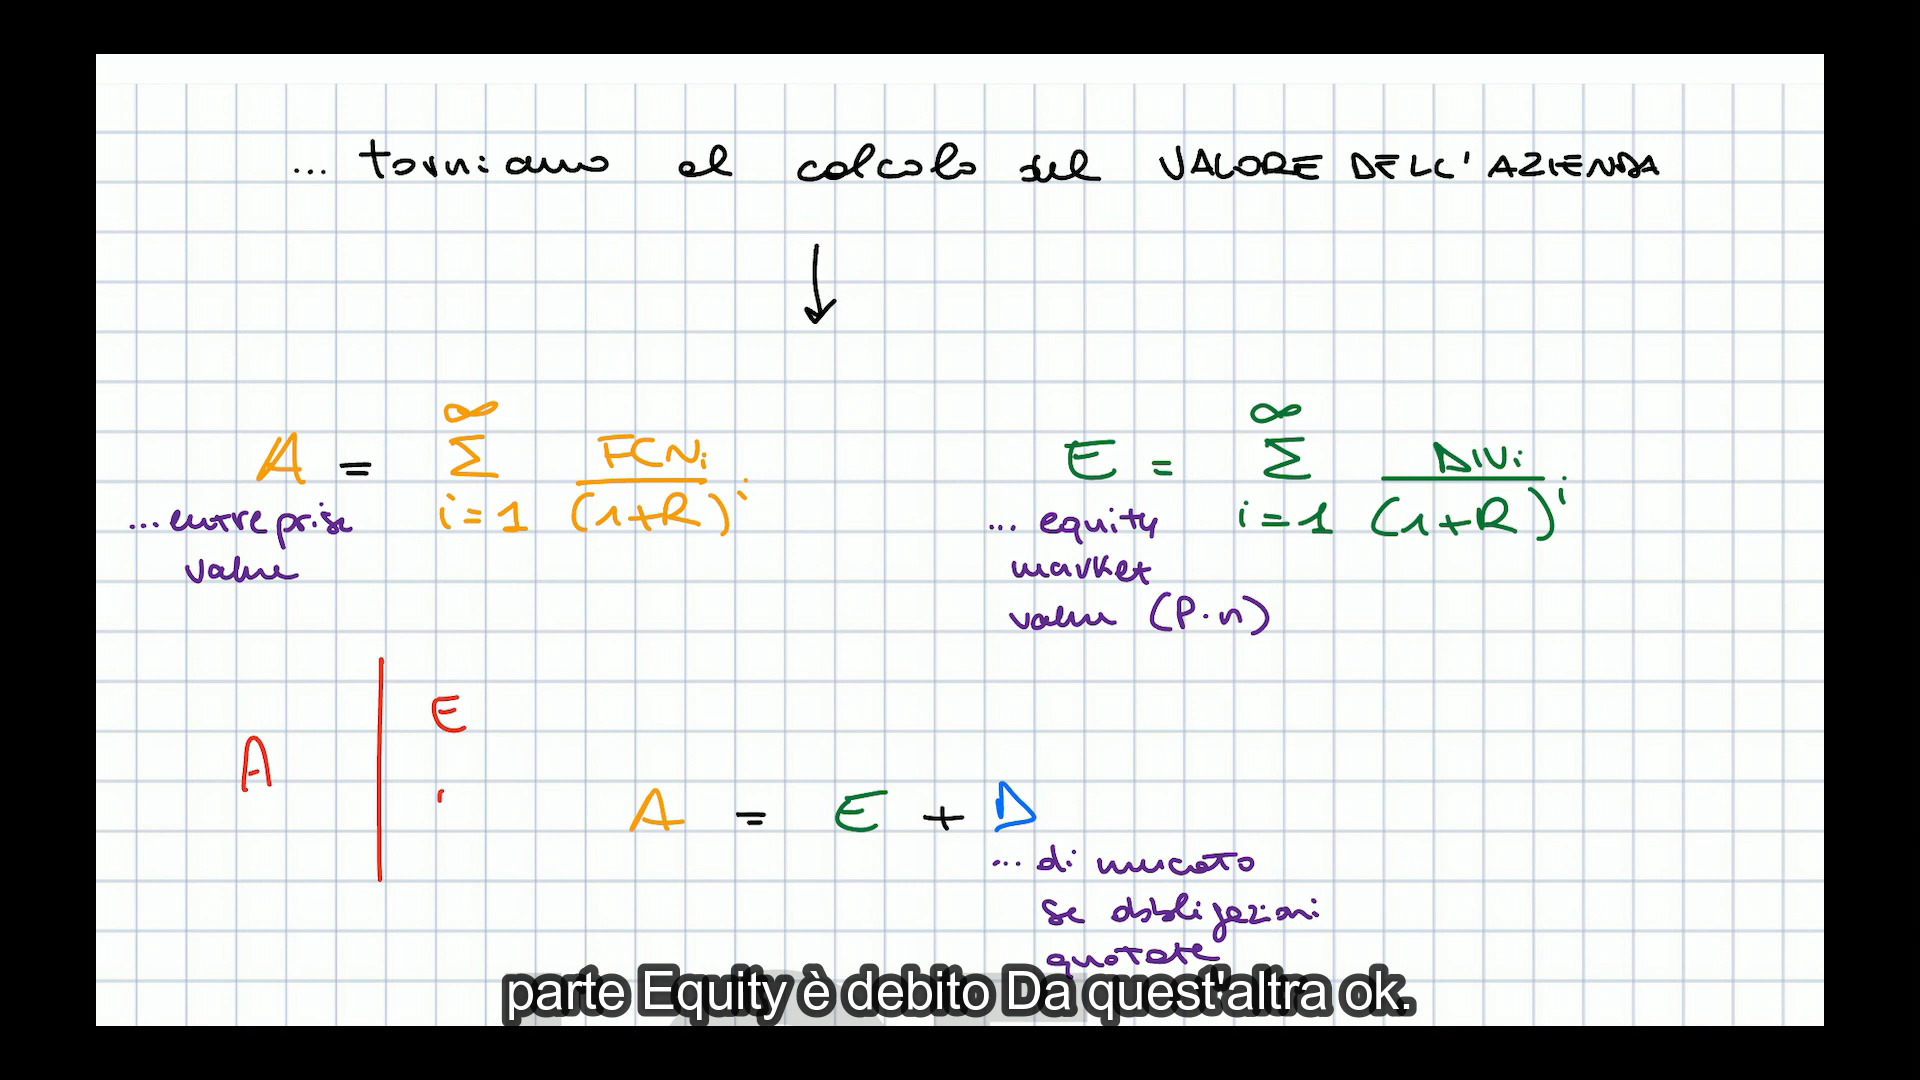 ... torniamo al calcolo del VALORE DELL'AZIENDA
A = ∞ Σ i=1 FCNi / (1+R)^i
... entreprise
value
E = ∞ Σ i=1 DIVi / (1+R)^i
... equity
market
value (P.n)
A
E
A = E + D
... di mercato
se obbligazioni
quotate
parte Equity è debito Da quest'altra ok.